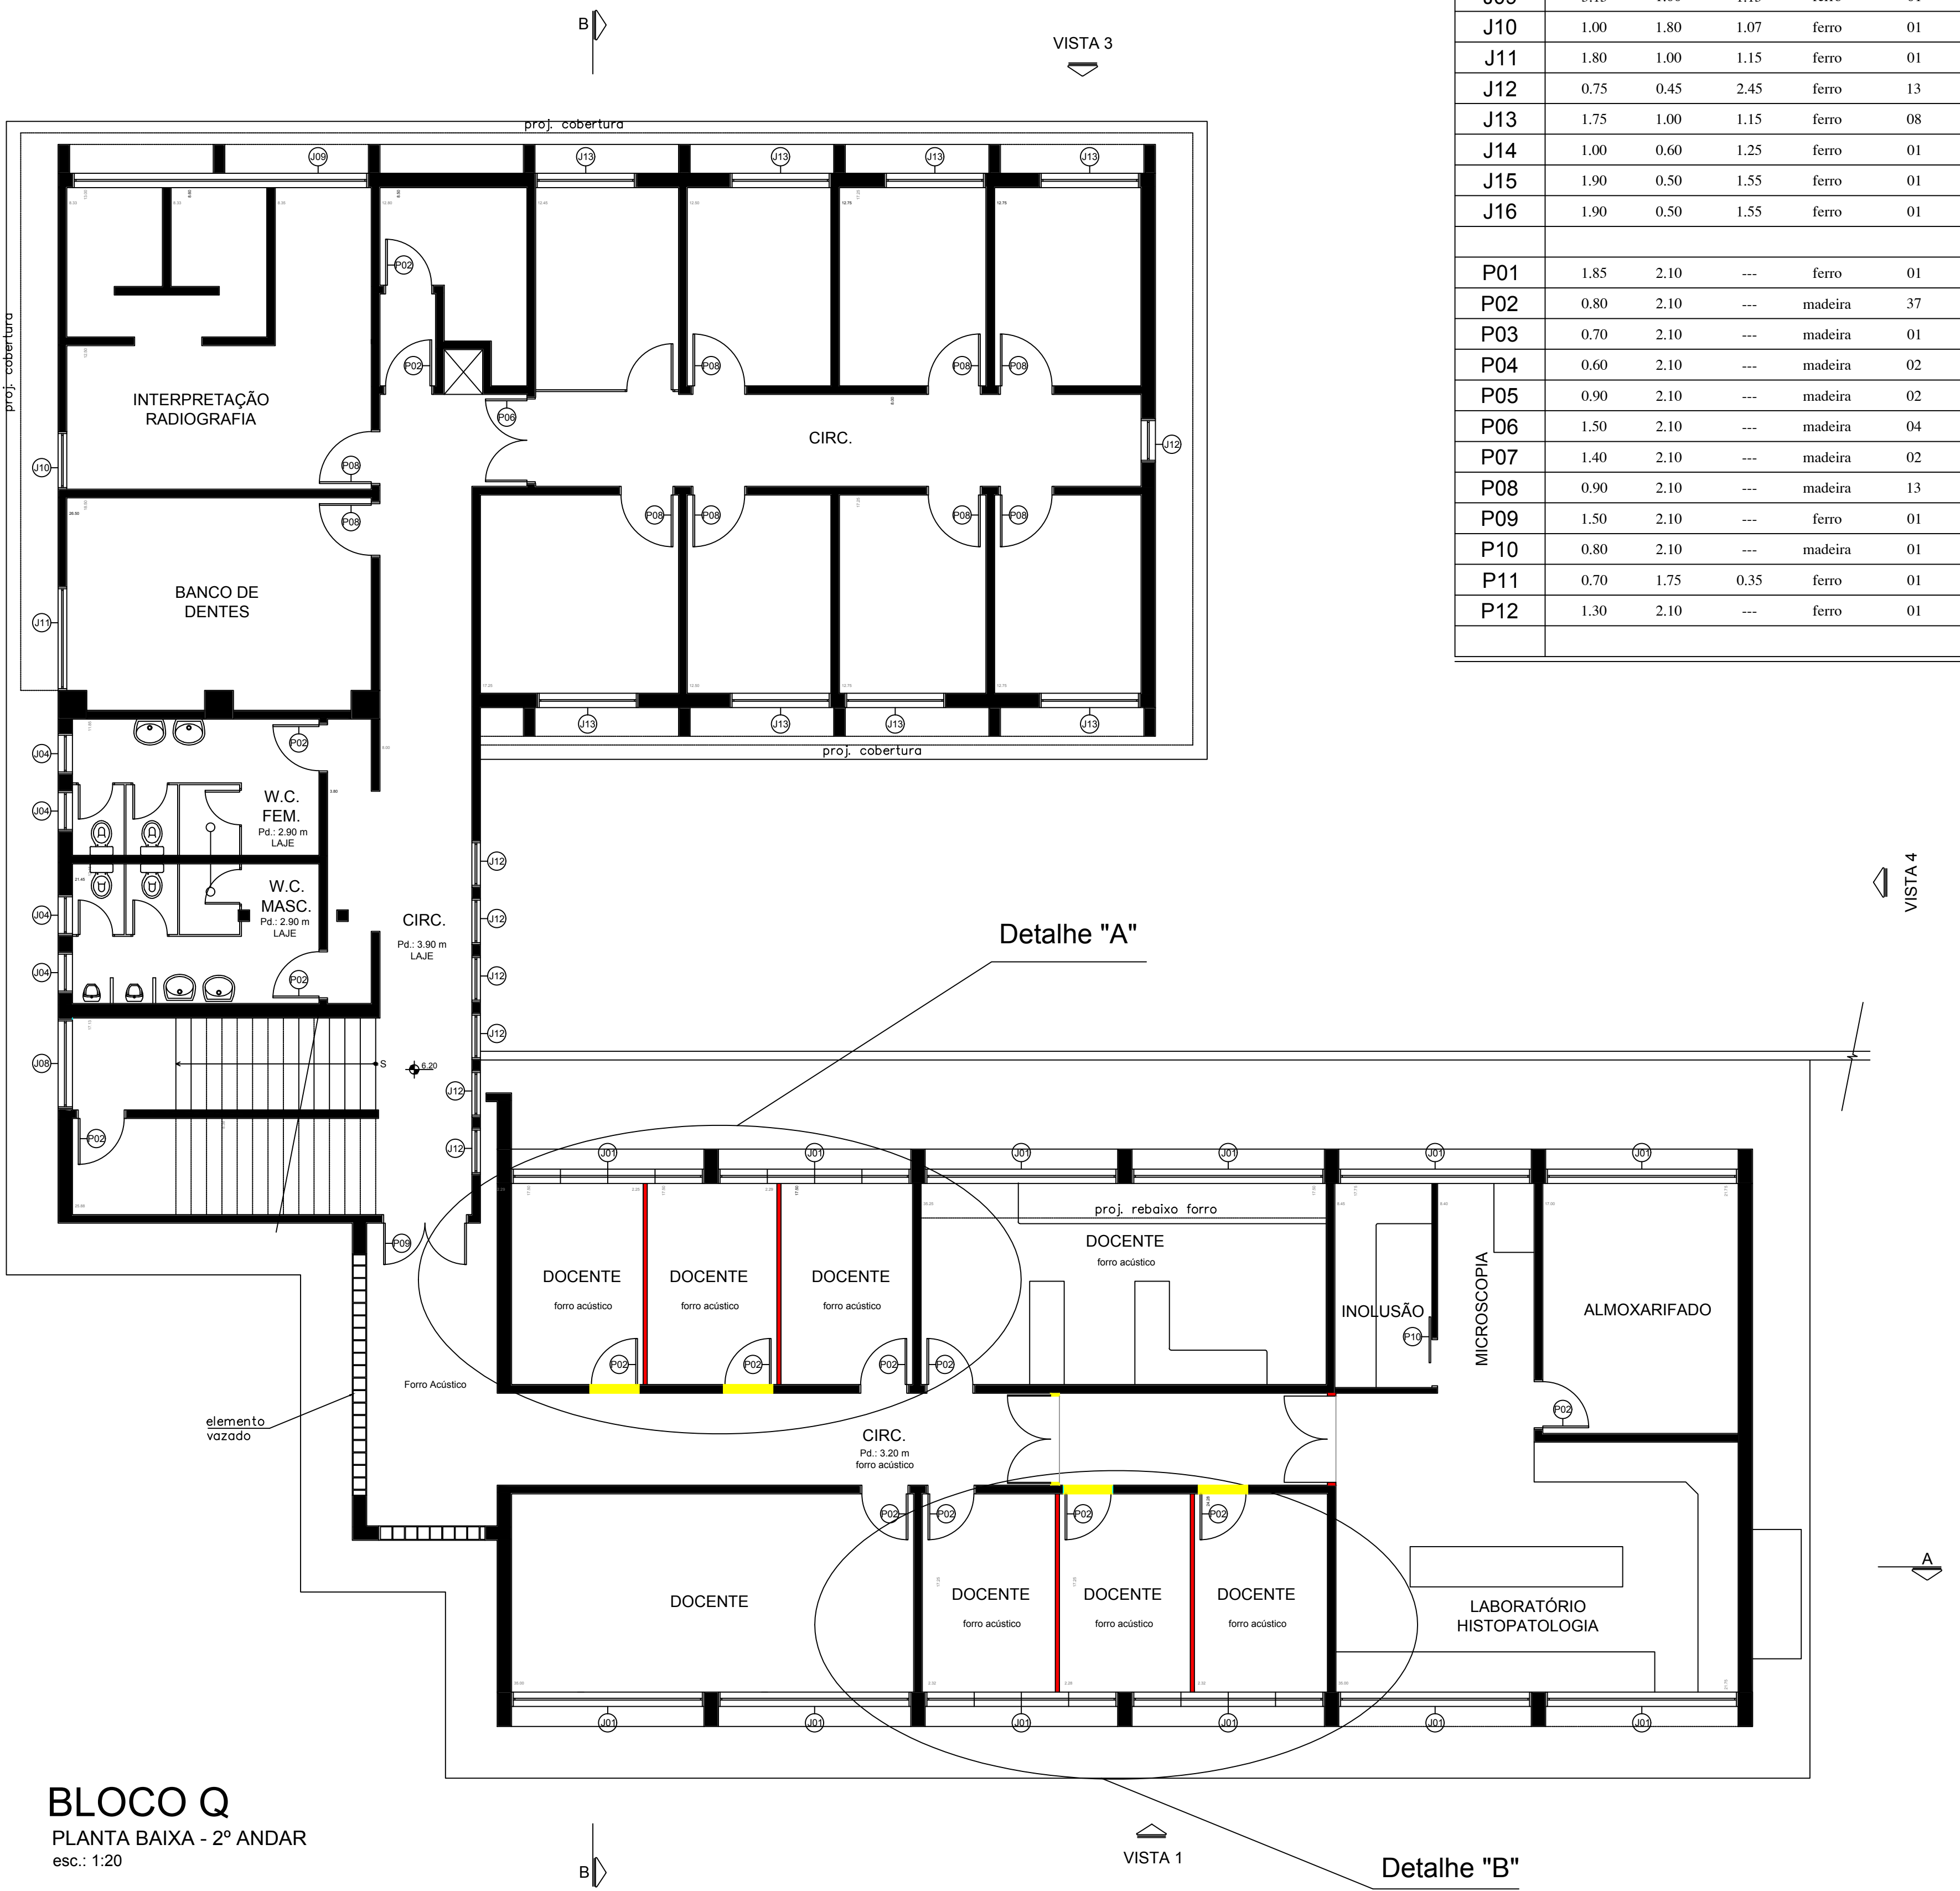 B
VISTA 3
J10 1.00 1.80 1.07 ferro 01
J11 1.80 1.00 1.15 ferro 01
J12 0.75 0.45 2.45 ferro 13
J13 1.75 1.00 1.15 ferro 08
J14 1.00 0.60 1.25 ferro 01
J15 1.90 0.50 1.55 ferro 01
J16 1.90 0.50 1.55 ferro 01
P01 1.85 2.10 --- ferro 01
P02 0.80 2.10 --- madeira 37
P03 0.70 2.10 --- madeira 01
P04 0.60 2.10 --- madeira 02
P05 0.90 2.10 --- madeira 02
P06 1.50 2.10 --- madeira 04
P07 1.40 2.10 --- madeira 02
P08 0.90 2.10 --- madeira 13
P09 1.50 2.10 --- ferro 01
P10 0.80 2.10 --- madeira 01
P11 0.70 1.75 0.35 ferro 01
P12 1.30 2.10 --- ferro 01
proj. cobertura
J09 J13 J13 J13 J13
P02
proj. cobertura
P02 P08 P08 P08
INTERPRETAÇÃO
RADIOGRAFIA
P06
CIRC.
J12
J10
P08
P08
P08 P08 P08 P08
BANCO DE
DENTES
J11
J13 J13 J13 J13
proj. cobertura
P02
J04
J04
W.C.
FEM.
Pd.: 2.90 m
LAJE
J12
W.C.
MASC.
Pd.: 2.90 m
LAJE
J04
J04
P02
CIRC.
Pd.: 3.90 m
LAJE
J12
J12
J12
VISTA 4
Detalhe "A"
J08
S
6.20
J12
J12
P02
J01 J01 J01 J01 J01 J01
proj. rebaixo forro
P09
DOCENTE
forro acústico
DOCENTE
forro acústico
DOCENTE
forro acústico
DOCENTE
forro acústico
INOLUSÃO
P10
MICROSCOPIA
ALMOXARIFADO
P02 P02 P02 P02
P02
Forro Acústico
elemento
vazado
CIRC.
Pd.: 3.20 m
forro acústico
P02 P02 P02 P02
A
DOCENTE
DOCENTE
forro acústico
DOCENTE
forro acústico
DOCENTE
forro acústico
LABORATÓRIO
HISTOPATOLOGIA
J01 J01 J01 J01 J01 J01
BLOCO Q
PLANTA BAIXA - 2º ANDAR
esc.: 1:20
B
VISTA 1
Detalhe "B"